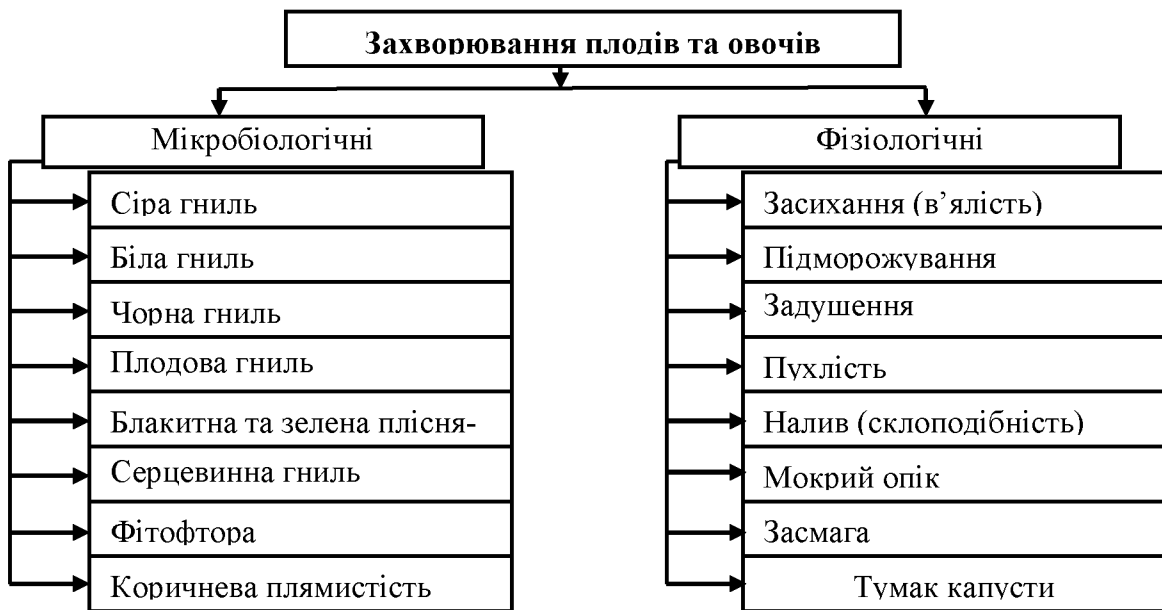 Захворювання плодів та овочів
Мікробіологічні
Сіра гниль
Біла гниль
Чорна гниль
Плодова гниль
Блакитна та зелена плісня-
Серцевинна гниль
Фітофтора
Коричнева плямистість
Фізіологічні
Засихання (в’ялість)
Підморожування
Задушення
Пухлість
Налив (склоподібність)
Мокрий опік
Засмага
Тумак капусти